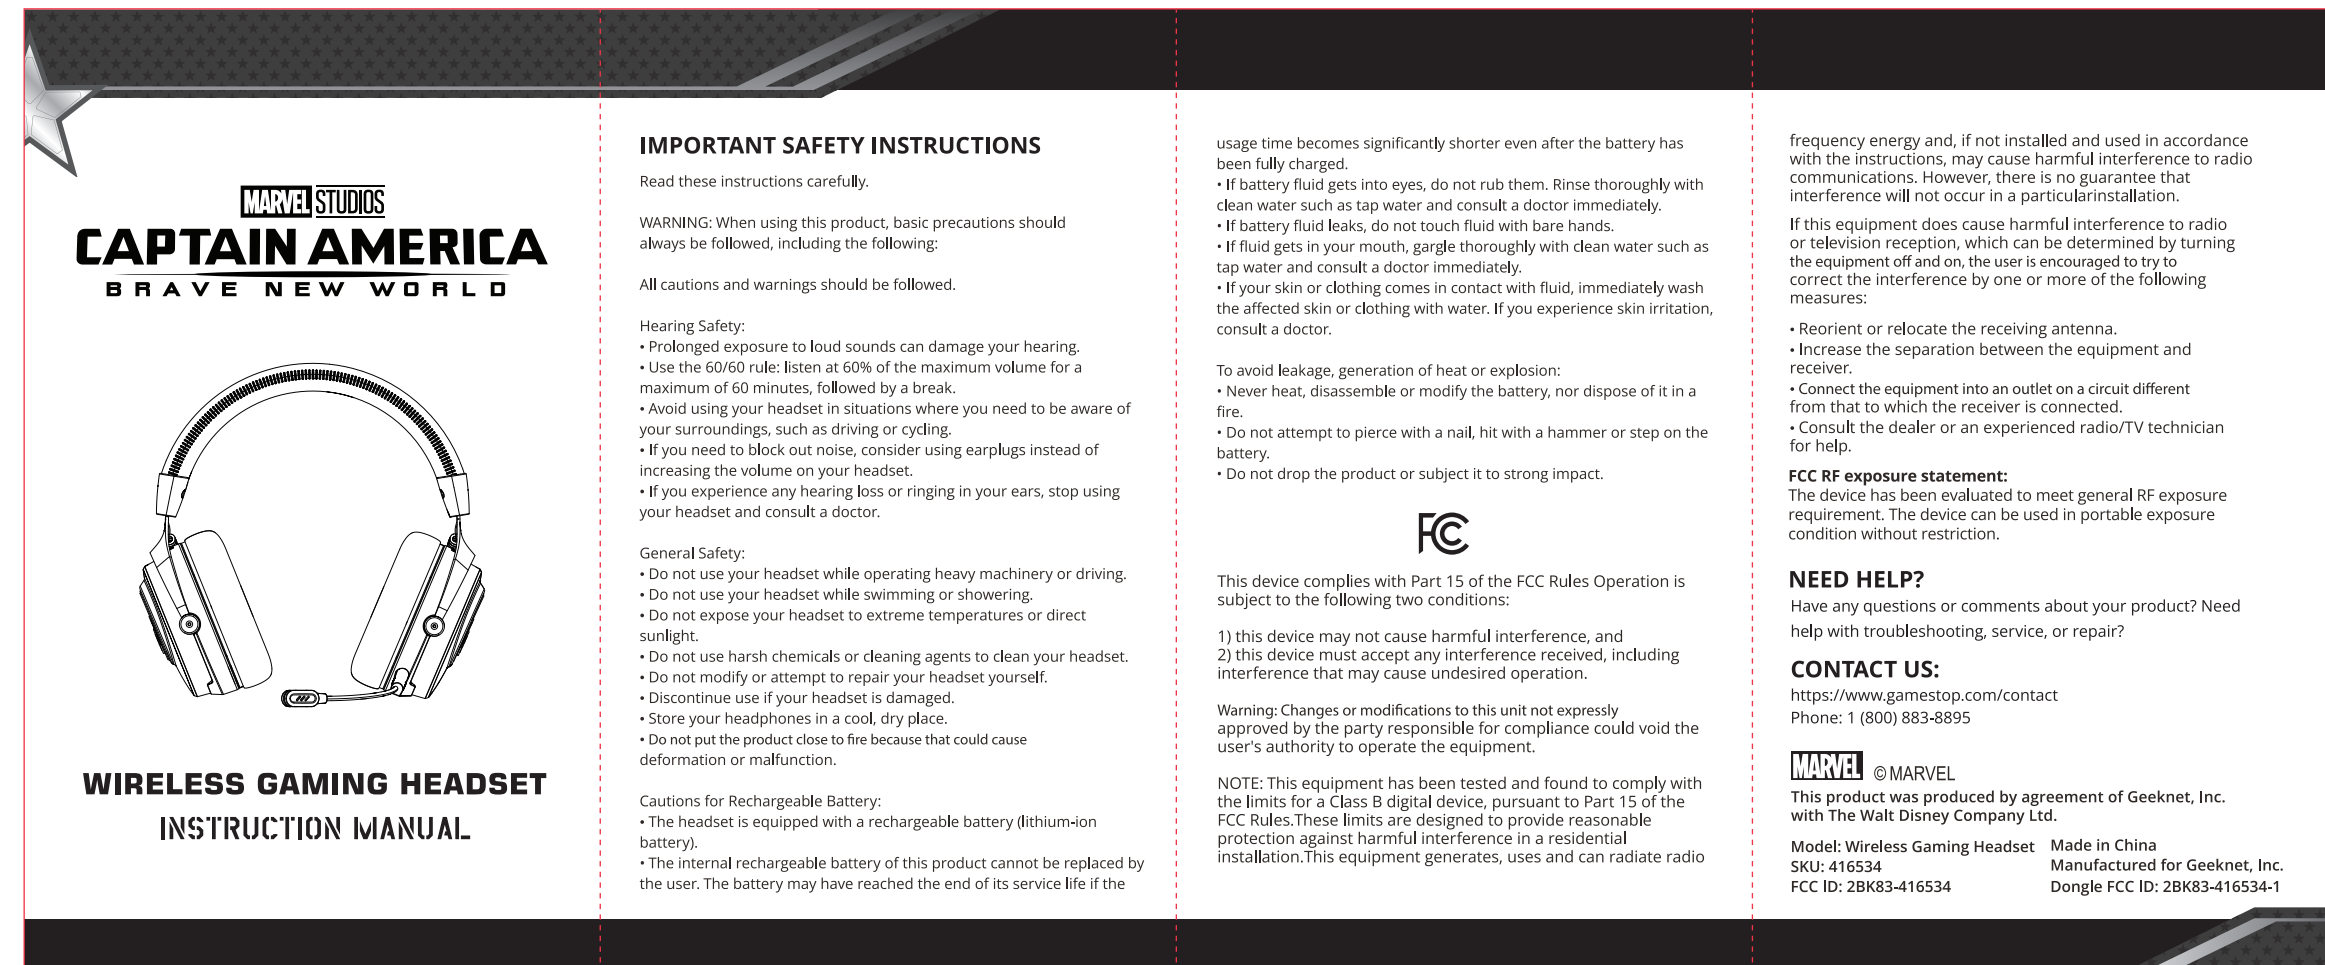 MARVEL STUDIOS
CAPTAIN AMERICA
BRAVE NEW WORLD
WIRELESS GAMING HEADSET
INSTRUCTION MANUAL
IMPORTANT SAFETY INSTRUCTIONS
Read these instructions carefully.
WARNING: When using this product, basic precautions should
always be followed, including the following:
All cautions and warnings should be followed.
Hearing Safety:
• Prolonged exposure to loud sounds can damage your hearing.
• Use the 60/60 rule: listen at 60% of the maximum volume for a
maximum of 60 minutes, followed by a break.
• Avoid using your headset in situations where you need to be aware of
your surroundings, such as driving or cycling.
• If you need to block out noise, consider using earplugs instead of
increasing the volume on your headset.
• If you experience any hearing loss or ringing in your ears, stop using
your headset and consult a doctor.
General Safety:
• Do not use your headset while operating heavy machinery or driving.
• Do not use your headset while swimming or showering.
• Do not expose your headset to extreme temperatures or direct
sunlight.
• Do not use harsh chemicals or cleaning agents to clean your headset.
• Do not modify or attempt to repair your headset yourself.
• Discontinue use if your headset is damaged.
• Store your headphones in a cool, dry place.
• Do not put the product close to fire because that could cause
deformation or malfunction.
Cautions for Rechargeable Battery:
• The headset is equipped with a rechargeable battery (lithium-ion
battery).
• The internal rechargeable battery of this product cannot be replaced by
the user. The battery may have reached the end of its service life if the
usage time becomes significantly shorter even after the battery has
been fully charged.
• If battery fluid gets into eyes, do not rub them. Rinse thoroughly with
clean water such as tap water and consult a doctor immediately.
• If battery fluid leaks, do not touch fluid with bare hands.
• If fluid gets in your mouth, gargle thoroughly with clean water such as
tap water and consult a doctor immediately.
• If your skin or clothing comes in contact with fluid, immediately wash
the affected skin or clothing with water. If you experience skin irritation,
consult a doctor.
To avoid leakage, generation of heat or explosion:
• Never heat, disassemble or modify the battery, nor dispose of it in a
fire.
• Do not attempt to pierce with a nail, hit with a hammer or step on the
battery.
• Do not drop the product or subject it to strong impact.
FC
This device complies with Part 15 of the FCC Rules Operation is
subject to the following two conditions:
1) this device may not cause harmful interference, and
2) this device must accept any interference received, including
interference that may cause undesired operation.
Warning: Changes or modifications to this unit not expressly
approved by the party responsible for compliance could void the
user's authority to operate the equipment.
NOTE: This equipment has been tested and found to comply with
the limits for a Class B digital device, pursuant to Part 15 of the
FCC Rules.These limits are designed to provide reasonable
protection against harmful interference in a residential
installation.This equipment generates, uses and can radiate radio
frequency energy and, if not installed and used in accordance
with the instructions, may cause harmful interference to radio
communications. However, there is no guarantee that
interference will not occur in a particularinstallation.
If this equipment does cause harmful interference to radio
or television reception, which can be determined by turning
the equipment off and on, the user is encouraged to try to
correct the interference by one or more of the following
measures:
• Reorient or relocate the receiving antenna.
• Increase the separation between the equipment and
receiver.
• Connect the equipment into an outlet on a circuit different
from that to which the receiver is connected.
• Consult the dealer or an experienced radio/TV technician
for help.
FCC RF exposure statement:
The device has been evaluated to meet general RF exposure
requirement. The device can be used in portable exposure
condition without restriction.
NEED HELP?
Have any questions or comments about your product? Need
help with troubleshooting, service, or repair?
CONTACT US:
https://www.gamestop.com/contact
Phone: 1 (800) 883-8895
MARVEL © MARVEL
This product was produced by agreement of Geeknet, Inc.
with The Walt Disney Company Ltd.
Model: Wireless Gaming Headset
SKU: 416534
FCC ID: 2BK83-416534
Made in China
Manufactured for Geeknet, Inc.
Dongle FCC ID: 2BK83-416534-1